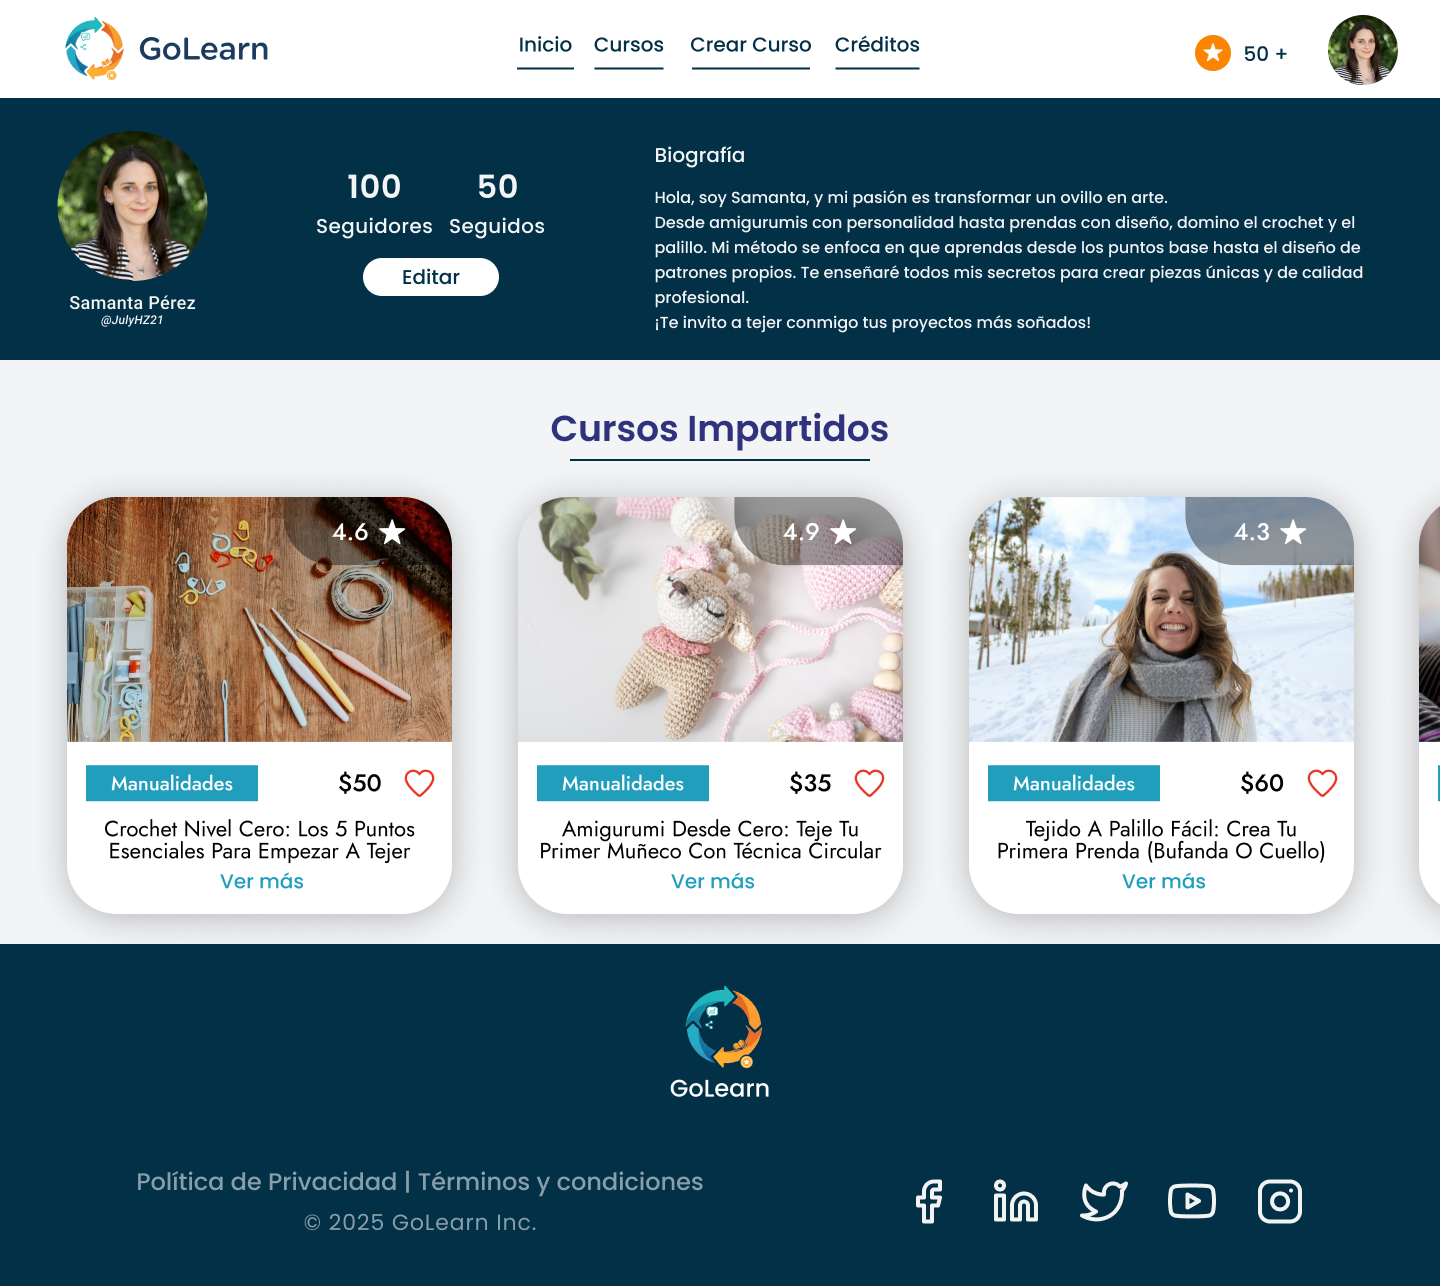 GoLearn
Inicio Cursos Crear Curso Créditos
50 +
100 50
Seguidores Seguidos
Editar
Samanta Pérez
@JulyHZ21
Biografía
Hola, soy Samanta, y mi pasión es transformar un ovillo en arte.
Desde amigurumis con personalidad hasta prendas con diseño, domino el crochet y el
palillo. Mi método se enfoca en que aprendas desde los puntos base hasta el diseño de
patrones propios. Te enseñaré todos mis secretos para crear piezas únicas y de calidad
profesional.
¡Te invito a tejer conmigo tus proyectos más soñados!
Cursos Impartidos
4.6
Manualidades $50
Crochet Nivel Cero: Los 5 Puntos
Esenciales Para Empezar A Tejer
Ver más
4.9
Manualidades $35
Amigurumi Desde Cero: Teje Tu
Primer Muñeco Con Técnica Circular
Ver más
4.3
Manualidades $60
Tejido A Palillo Fácil: Crea Tu
Primera Prenda (Bufanda O Cuello)
Ver más
GoLearn
Política de Privacidad | Términos y condiciones
© 2025 GoLearn Inc.